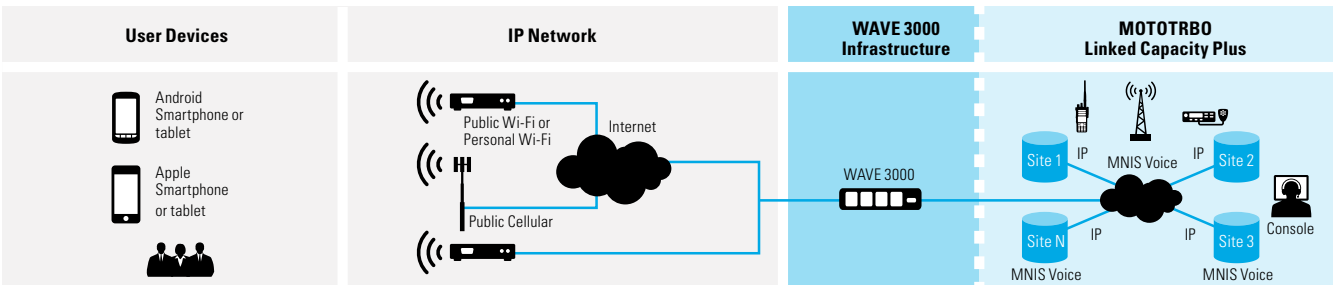 User Devices
IP Network
WAVE 3000
Infrastructure
MOTOTRBO
Linked Capacity Plus
Android
Smartphone or
tablet
Apple
Smartphone
or tablet
Public Wi-Fi or
Personal Wi-Fi
Internet
Public Cellular
WAVE 3000
Site 1
IP
MNIS Voice
IP
Site 2
Console
Site N
IP
IP
Site 3
MNIS Voice
MNIS Voice